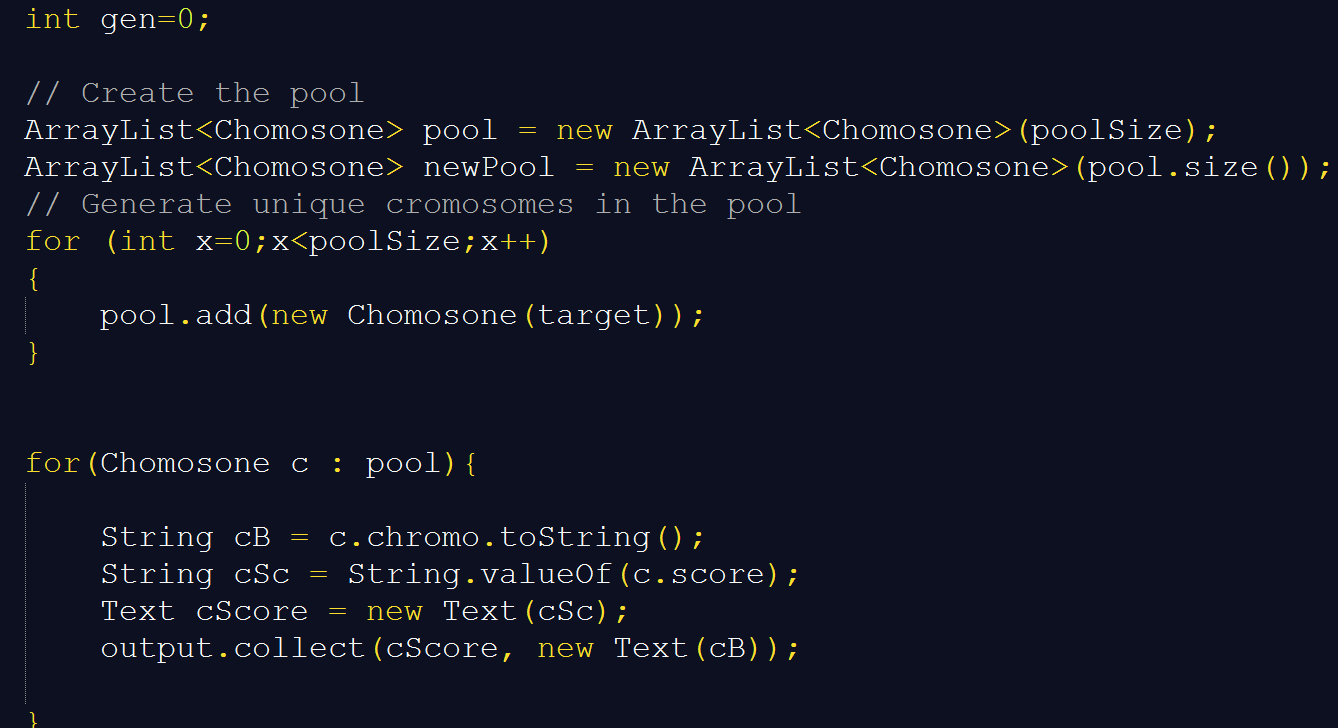 int gen=0;
// Create the pool
ArrayList<Chomosone> pool = new ArrayList<Chomosone>(poolSize);
ArrayList<Chomosone> newPool = new ArrayList<Chomosone>(pool.size());
// Generate unique cromosomes in the pool
for (int x=0;x<poolSize;x++)
{
    pool.add(new Chomosone(target));
}
for(Chomosone c : pool){
    String cB = c.chromo.toString();
    String cSc = String.valueOf(c.score);
    Text cScore = new Text(cSc);
    output.collect(cScore, new Text(cB));
}